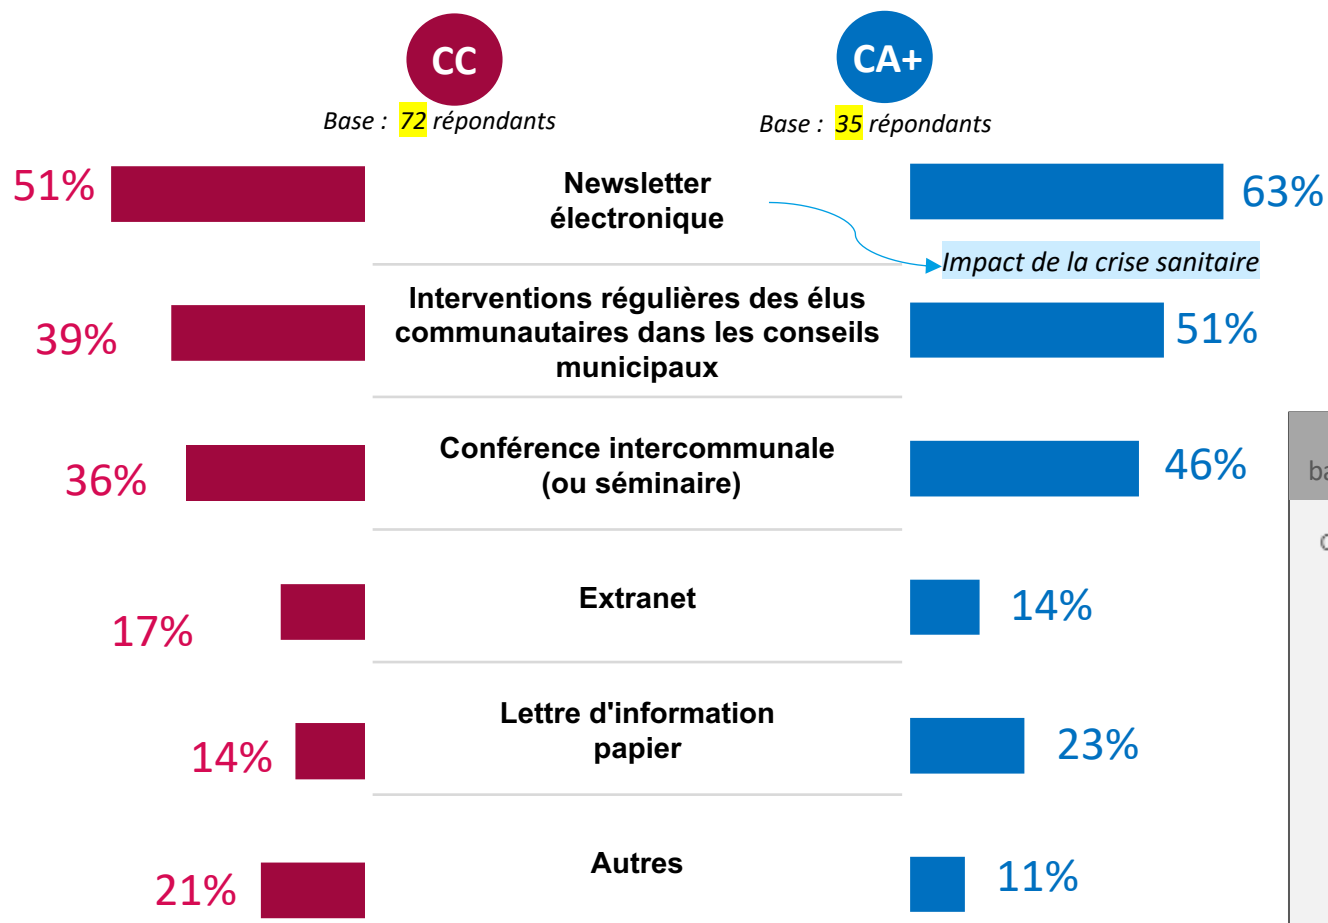 CC
CA+
Base : 72 répondants
Base : 35 répondants
51%
Newsletter
électronique
63%
Impact de la crise sanitaire
39%
Interventions régulières des élus
communautaires dans les conseils
municipaux
51%
36%
Conférence intercommunale
(ou séminaire)
46%
17%
Extranet
14%
14%
Lettre d'information
papier
23%
21%
Autres
11%